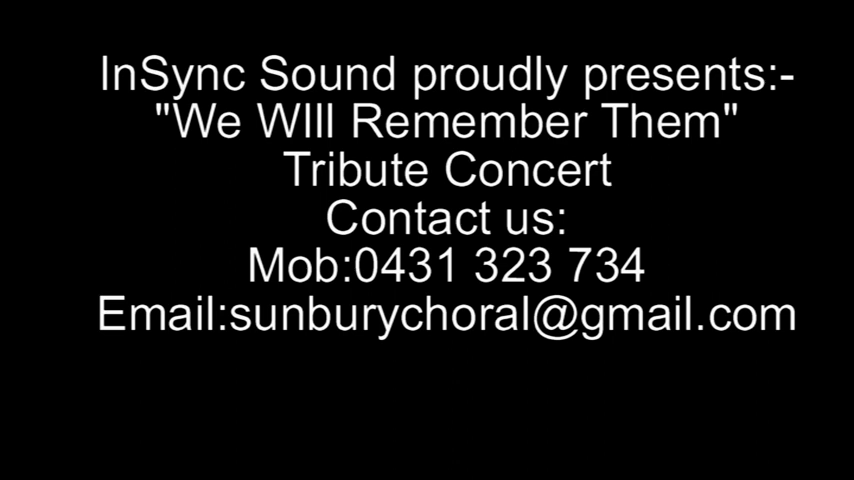 InSync Sound proudly presents:-
"We WIll Remember Them"
Tribute Concert
Contact us:
Mob:0431 323 734
Email:sunburychoral@gmail.com